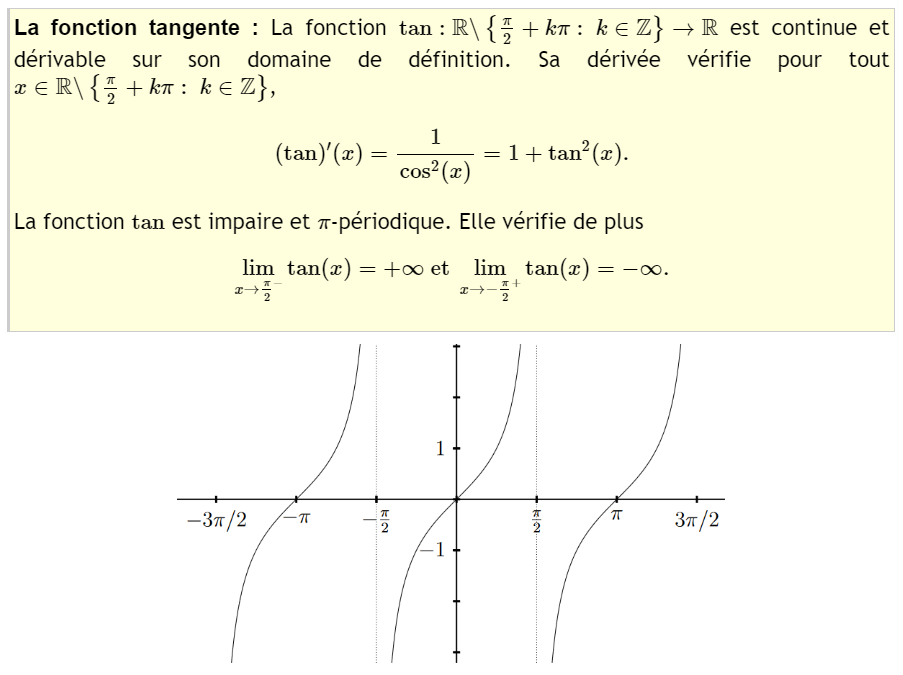 La fonction tangente : La fonction tan : ℝ\{π/2 + kπ : k ∈ ℤ} → ℝ est continue et
dérivable sur son domaine de définition. Sa dérivée vérifie pour tout
x ∈ ℝ\{π/2 + kπ : k ∈ ℤ},
(tan)′(x) = 1/cos²(x) = 1 + tan²(x).
La fonction tan est impaire et π-périodique. Elle vérifie de plus
lim x→π/2⁻ tan(x) = +∞ et lim x→−π/2⁺ tan(x) = −∞.
1
−3π/2 −π −π/2 π/2 π 3π/2
−1